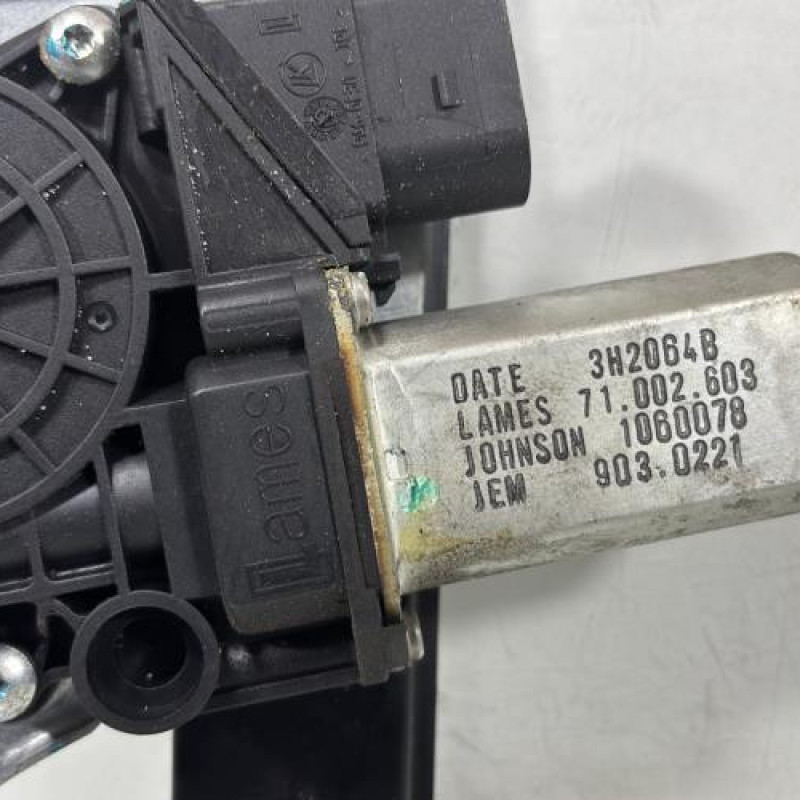 DATE 3H2064B
LAMES 71.002.603
JOHNSON 1060078
JEM 903.0221
Lames